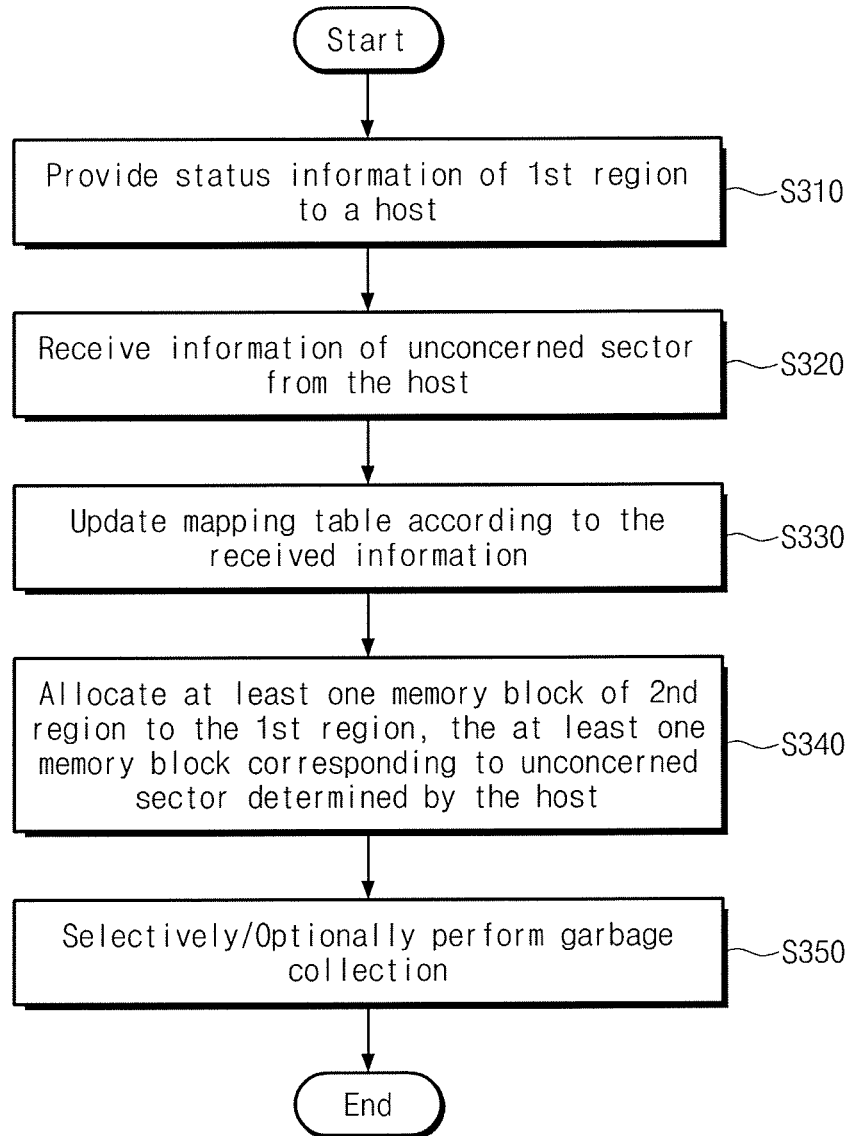 Start
Provide status information of 1st region
to a host
S310
Receive information of unconcerned sector
from the host
S320
Update mapping table according to the
received information
S330
Allocate at least one memory block of 2nd
region to the 1st region, the at least one
memory block corresponding to unconcerned
sector determined by the host
S340
Selectively/Optionally perform garbage
collection
S350
End